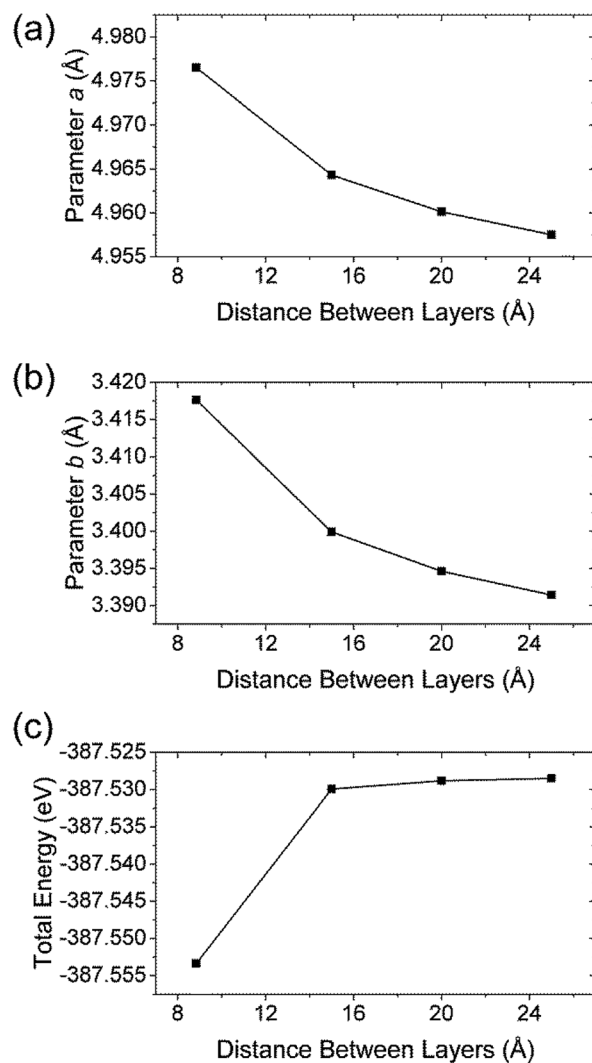 (a)
4.980
4.975
4.970
4.965
4.960
4.955
Parameter a (Å)
8 12 16 20 24
Distance Between Layers (Å)
(b)
3.420
3.415
3.410
3.405
3.400
3.395
3.390
Parameter b (Å)
8 12 16 20 24
Distance Between Layers (Å)
(c)
-387.525
-387.530
-387.535
-387.540
-387.545
-387.550
-387.555
Total Energy (eV)
8 12 16 20 24
Distance Between Layers (Å)